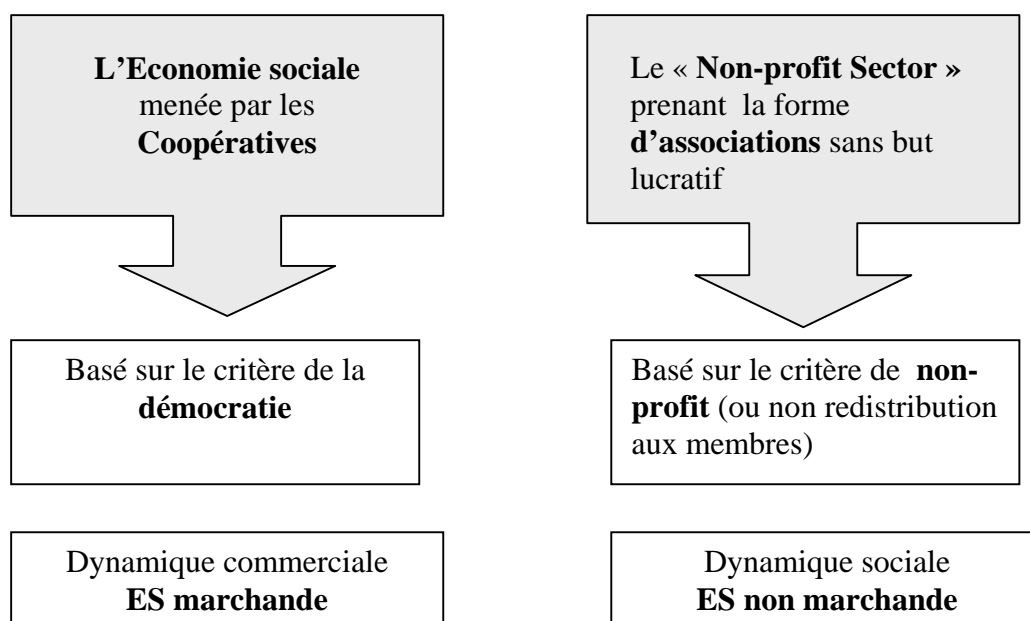 L'Economie sociale
menée par les
Coopératives
Le « Non-profit Sector »
prenant la forme
d'associations sans but
lucratif
Basé sur le critère de la
démocratie
Basé sur le critère de non-
profit (ou non redistribution
aux membres)
Dynamique commerciale
ES marchande
Dynamique sociale
ES non marchande